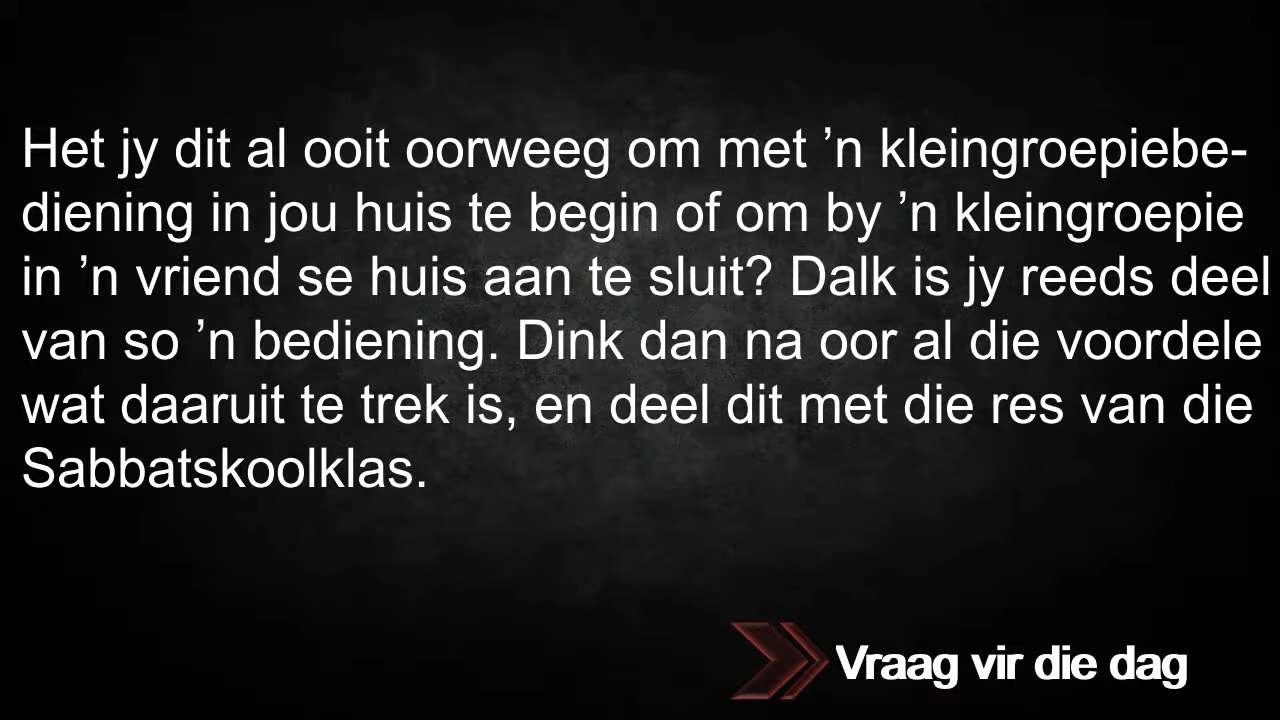 Het jy dit al ooit oorweeg om met ’n kleingroepiebe-
diening in jou huis te begin of om by ’n kleingroepie
in ’n vriend se huis aan te sluit? Dalk is jy reeds deel
van so ’n bediening. Dink dan na oor al die voordele
wat daaruit te trek is, en deel dit met die res van die
Sabbatskoolklas.
Vraag vir die dag